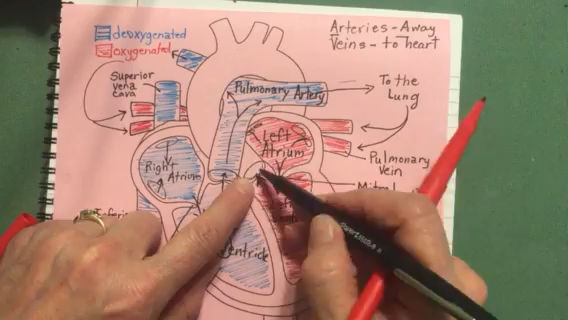 deoxygenated
oxygenated
Arteries - Away
Veins - to heart
Superior
vena
cava
Pulmonary Artery
To the
Lung
Left
Atrium
Right
Atrium
Pulmonary
Vein